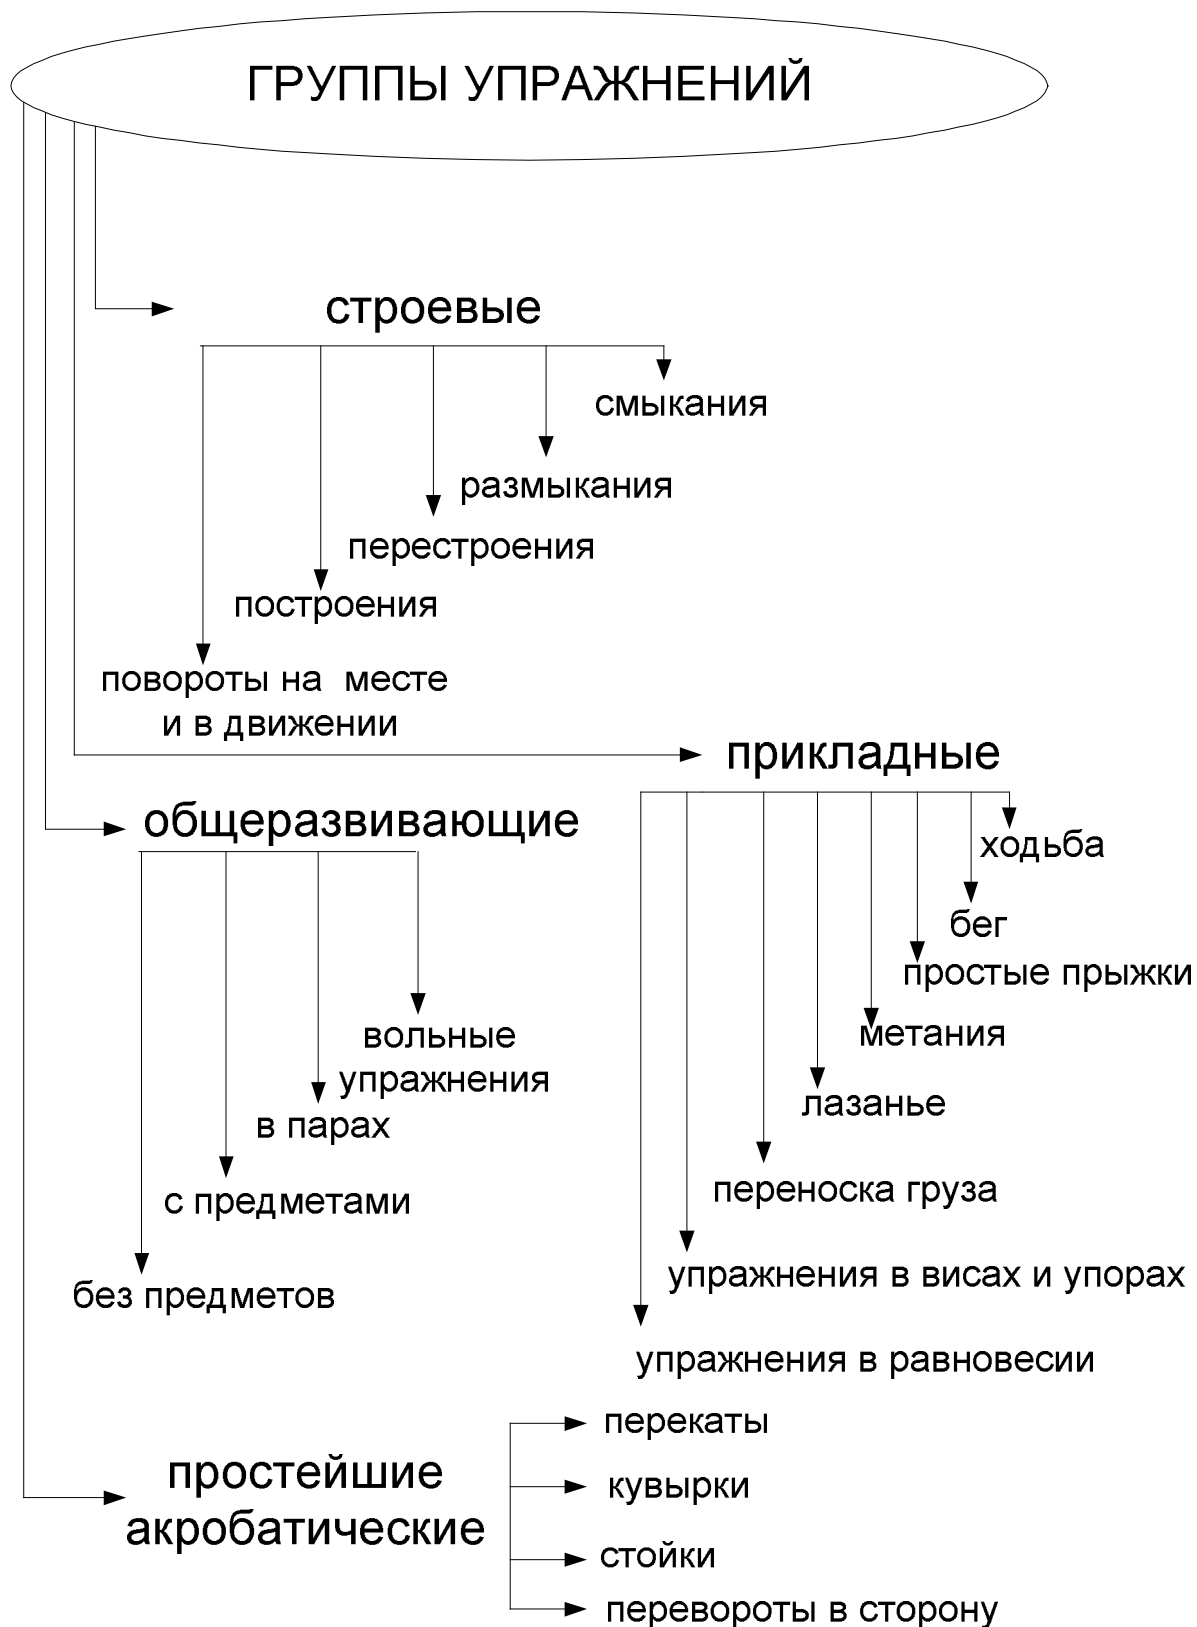 ГРУППЫ УПРАЖНЕНИЙ
строевые
смыкания
размыкания
перестроения
построения
повороты на месте
и в движении
прикладные
ходьба
бег
простые прыжки
метания
лазанье
переноска груза
упражнения в висах и упорах
упражнения в равновесии
общеразвивающие
вольные
упражнения
в парах
с предметами
без предметов
простейшие
акробатические
перекаты
кувырки
стойки
перевороты в сторону